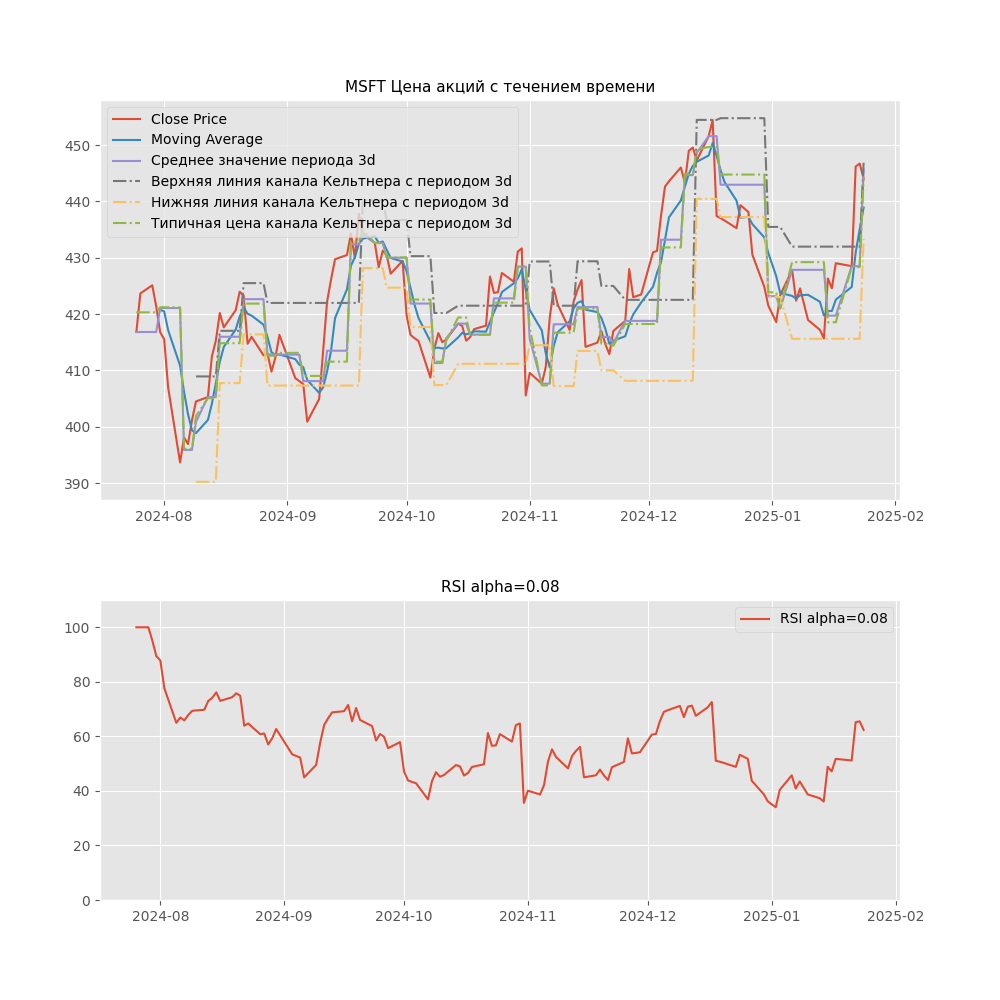 MSFT Цена акций с течением времени
Close Price
Moving Average
Среднее значение периода 3d
Верхняя линия канала Кельтнера с периодом 3d
Нижняя линия канала Кельтнера с периодом 3d
Типичная цена канала Кельтнера с периодом 3d
450
440
430
420
410
400
390
2024-08 2024-09 2024-10 2024-11 2024-12 2025-01 2025-02
RSI alpha=0.08
RSI alpha=0.08
100
80
60
40
20
0
2024-08 2024-09 2024-10 2024-11 2024-12 2025-01 2025-02